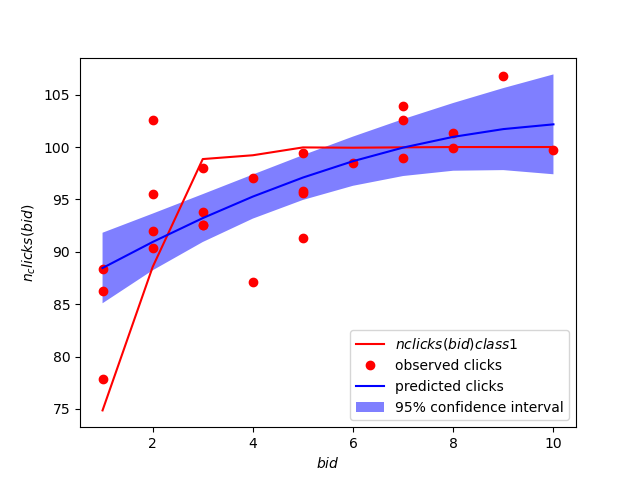 105
100
95
90
85
80
75
n_clicks(bid)
nclicks(bid)class1
observed clicks
predicted clicks
95% confidence interval
2
4
6
8
10
bid